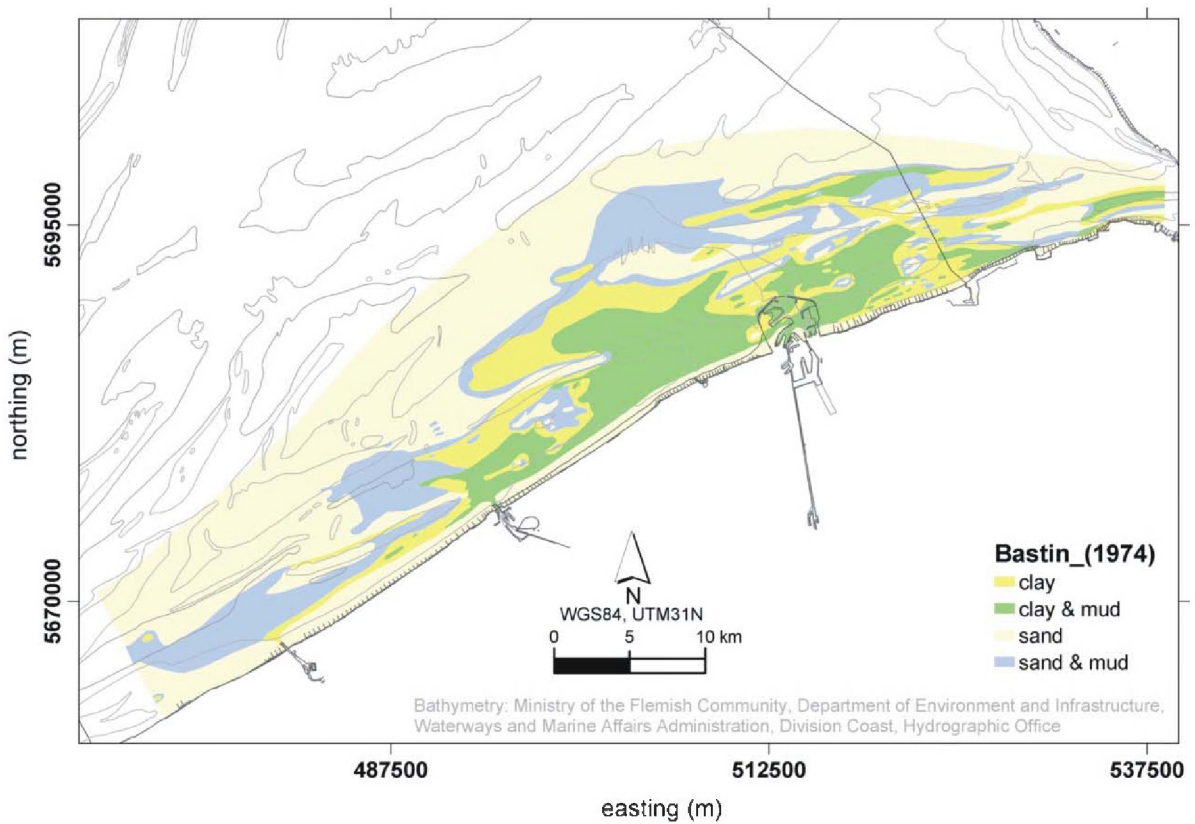 5695000
northing (m)
5670000
Bastin_(1974)
clay
clay & mud
sand
sand & mud
N
WGS84, UTM31N
0 5 10 km
Bathymetry: Ministry of the Flemish Community, Department of Environment and Infrastructure,
Waterways and Marine Affairs Administration, Division Coast, Hydrographic Office
487500 512500 537500
easting (m)